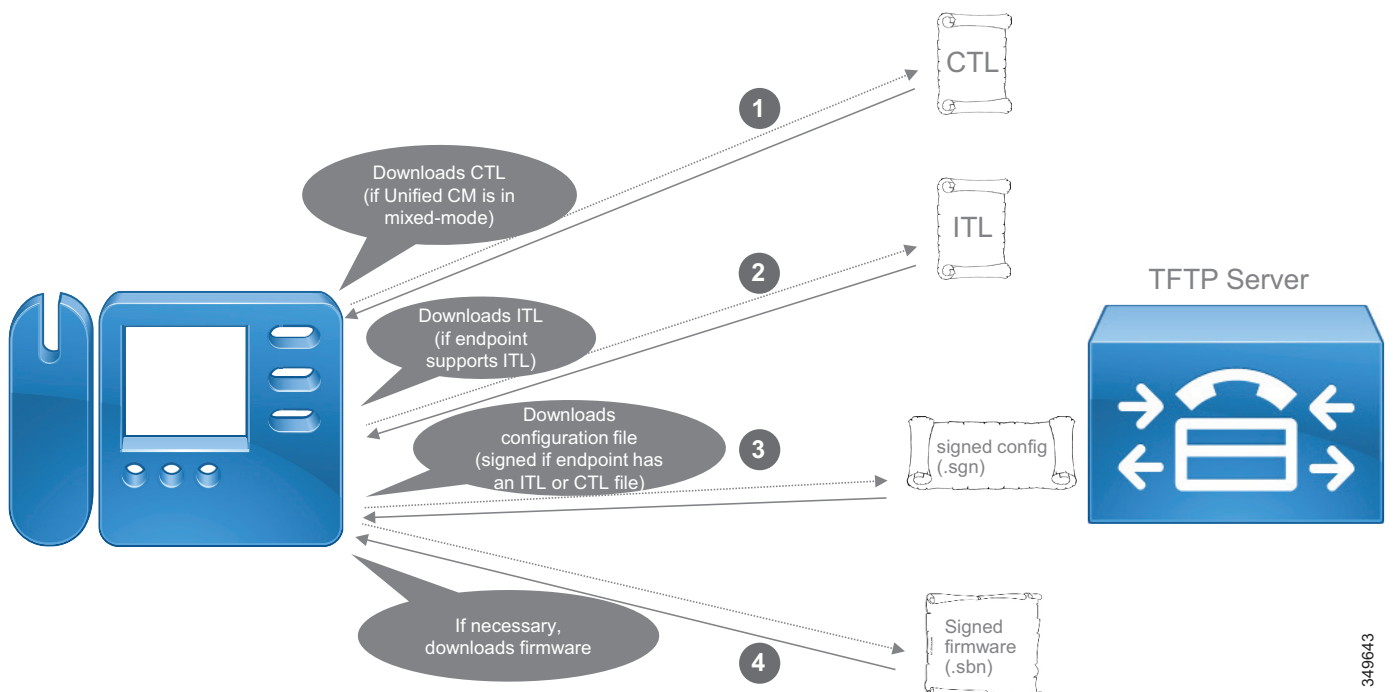 CTL
1
Downloads CTL
(if Unified CM is in
mixed-mode)
ITL
2
TFTP Server
Downloads ITL
(if endpoint
supports ITL)
Downloads
configuration file
(signed if endpoint has
an ITL or CTL file)
3
signed config
(.sgn)
If necessary,
downloads firmware
4
Signed
firmware
(.sbn)
349643